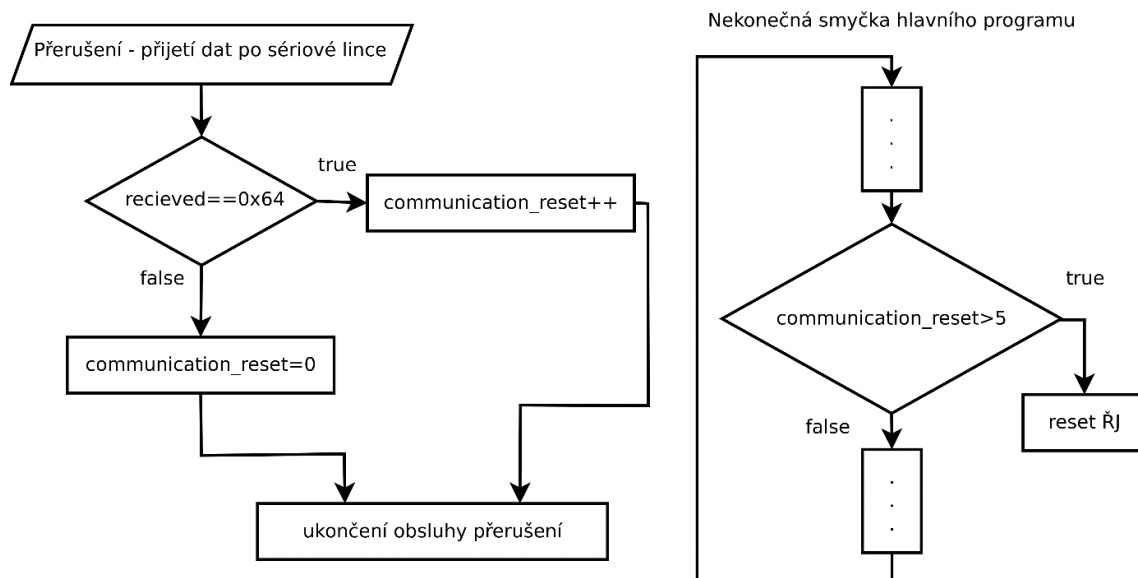 Přerušení - přijetí dat po sériové lince
recieved==0x64
true
communication_reset++
false
communication_reset=0
ukončení obsluhy přerušení
Nekonečná smyčka hlavního programu
.
.
.
communication_reset>5
true
reset ŘJ
false
.
.
.